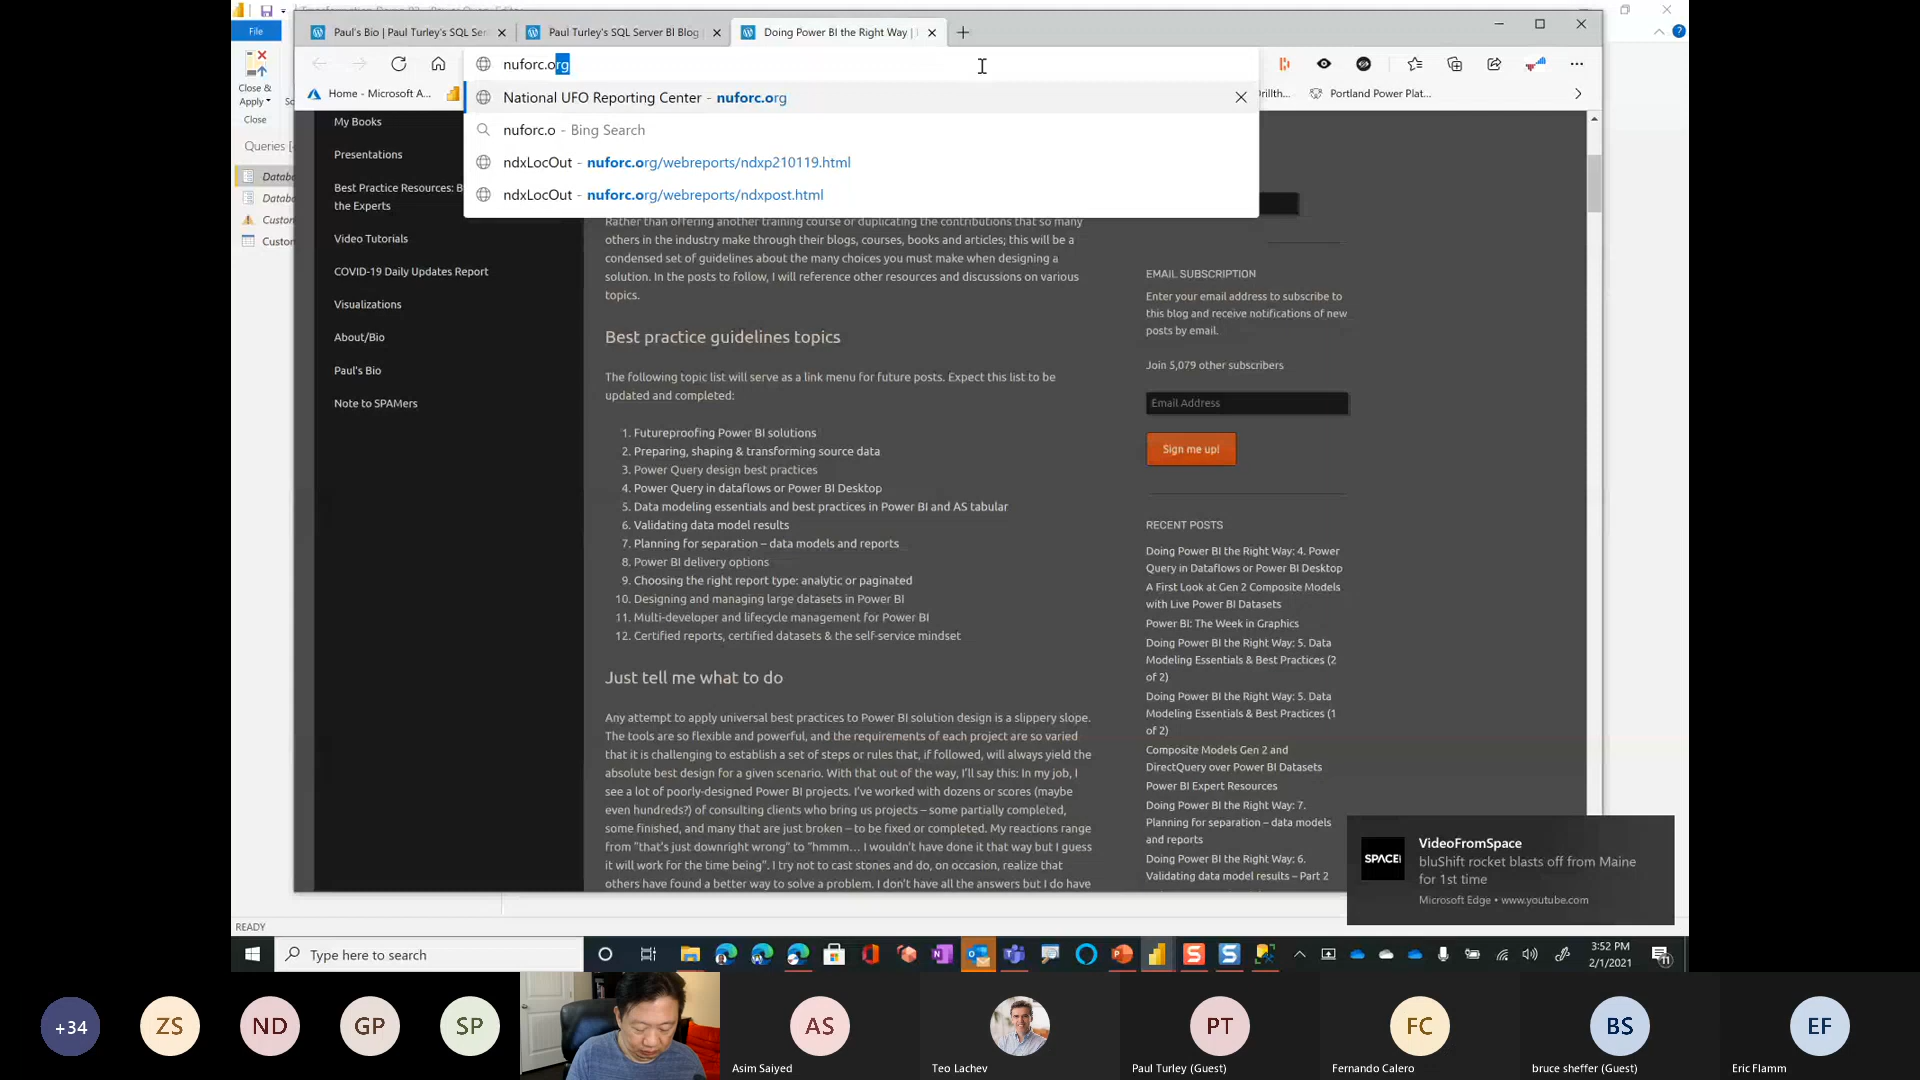 File
Close &
Apply
Close
Queries [
Databa
Databa
Custom
Custom
READY
Paul's Bio | Paul Turley's SQL Ser
Paul Turley's SQL Server BI Blog
Doing Power BI the Right Way |
nuforc.org
Home - Microsoft A...
Drillth...
Portland Power Plat...
National UFO Reporting Center - nuforc.org
nuforc.o - Bing Search
ndxLocOut - nuforc.org/webreports/ndxp210119.html
ndxLocOut - nuforc.org/webreports/ndxpost.html
My Books
Presentations
Best Practice Resources: B
the Experts
Video Tutorials
COVID-19 Daily Updates Report
Visualizations
About/Bio
Paul's Bio
Note to SPAMers
Rather than offering another training course or duplicating the contributions that so many
others in the industry make through their blogs, courses, books and articles; this will be a
condensed set of guidelines about the many choices you must make when designing a
solution. In the posts to follow, I will reference other resources and discussions on various
topics.
Best practice guidelines topics
The following topic list will serve as a link menu for future posts. Expect this list to be
updated and completed:
1. Futureproofing Power BI solutions
2. Preparing, shaping & transforming source data
3. Power Query design best practices
4. Power Query in dataflows or Power BI Desktop
5. Data modeling essentials and best practices in Power BI and AS tabular
6. Validating data model results
7. Planning for separation – data models and reports
8. Power BI delivery options
9. Choosing the right report type: analytic or paginated
10. Designing and managing large datasets in Power BI
11. Multi-developer and lifecycle management for Power BI
12. Certified reports, certified datasets & the self-service mindset
Just tell me what to do
Any attempt to apply universal best practices to Power BI solution design is a slippery slope.
The tools are so flexible and powerful, and the requirements of each project are so varied
that it is challenging to establish a set of steps or rules that, if followed, will always yield the
absolute best design for a given scenario. With that out of the way, I'll say this: In my job, I
see a lot of poorly-designed Power BI projects. I've worked with dozens or scores (maybe
even hundreds?) of consulting clients who bring us projects – some partially completed,
some finished, and many that are just broken – to be fixed or completed. My reactions range
from "that's just downright wrong" to "hmmm… I wouldn't have done it that way but I guess
it will work for the time being". I try not to cast stones and do, on occasion, realize that
others have found a better way to solve a problem. I don't have all the answers but I do have
EMAIL SUBSCRIPTION
Enter your email address to subscribe to
this blog and receive notifications of new
posts by email.
Join 5,079 other subscribers
Email Address
Sign me up!
RECENT POSTS
Doing Power BI the Right Way: 4. Power
Query in Dataflows or Power BI Desktop
A First Look at Gen 2 Composite Models
with Live Power BI Datasets
Power BI: The Week in Graphics
Doing Power BI the Right Way: 5. Data
Modeling Essentials & Best Practices (2
of 2)
Doing Power BI the Right Way: 5. Data
Modeling Essentials & Best Practices (1
of 2)
Composite Models Gen 2 and
DirectQuery over Power BI Datasets
Power BI Expert Resources
Doing Power BI the Right Way: 7.
Planning for separation – data models
and reports
Doing Power BI the Right Way: 6.
Validating data model results – Part 2
SPACE
VideoFromSpace
bluShift rocket blasts off from Maine
for 1st time
Microsoft Edge • www.youtube.com
Type here to search
3:52 PM
2/1/2021
11
+34
ZS
ND
GP
SP
AS
PT
FC
BS
EF
Asim Saiyed
Teo Lachev
Paul Turley (Guest)
Fernando Calero
bruce sheffer (Guest)
Eric Flamm